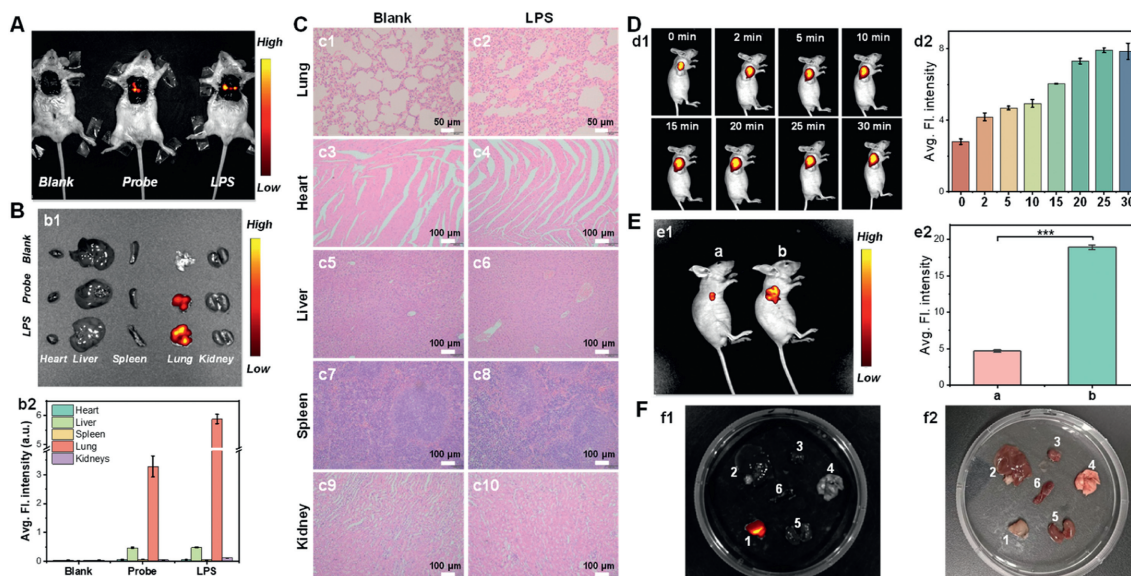 A
High
Low
Blank
Probe
LPS
B
b1
Blank
Probe
LPS
Heart
Liver
Spleen
Lung
Kidney
High
Low
b2
Heart
Liver
Spleen
Lung
Kidneys
Avg. Fl. intensity (a.u.)
6
5
4
3
2
1
0
Blank
Probe
LPS
C
Blank
LPS
Lung
c1
50 μm
c2
50 μm
Heart
c3
100 μm
c4
100 μm
Liver
c5
100 μm
c6
100 μm
Spleen
c7
100 μm
c8
100 μm
Kidney
c9
100 μm
c10
100 μm
D
d1
0 min
2 min
5 min
10 min
15 min
20 min
25 min
30 min
d2
Avg. Fl. intensity
8
6
4
2
0
0 2 5 10 15 20 25 30
E
e1
a
b
High
Low
e2
***
Avg. Fl. intensity
20
15
10
5
0
a
b
F
f1
1
2
3
4
5
6
f2
1
2
3
4
5
6